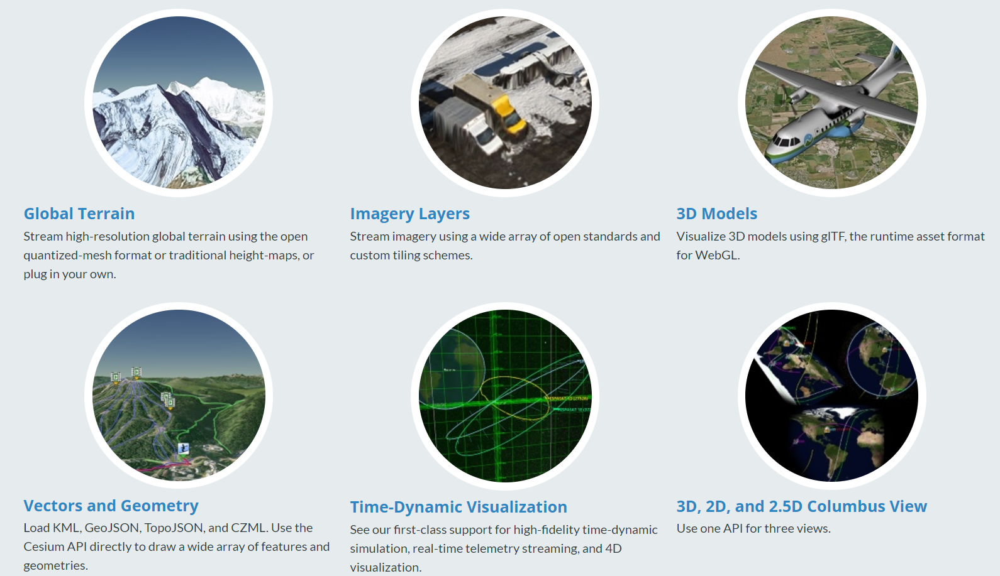 Global Terrain
Stream high-resolution global terrain using the open
quantized-mesh format or traditional height-maps, or
plug in your own.
Imagery Layers
Stream imagery using a wide array of open standards and
custom tiling schemes.
3D Models
Visualize 3D models using glTF, the runtime asset format
for WebGL.
Vectors and Geometry
Load KML, GeoJSON, TopoJSON, and CZML. Use the
Cesium API directly to draw a wide array of features and
geometries.
Time-Dynamic Visualization
See our first-class support for high-fidelity time-dynamic
simulation, real-time telemetry streaming, and 4D
visualization.
3D, 2D, and 2.5D Columbus View
Use one API for three views.